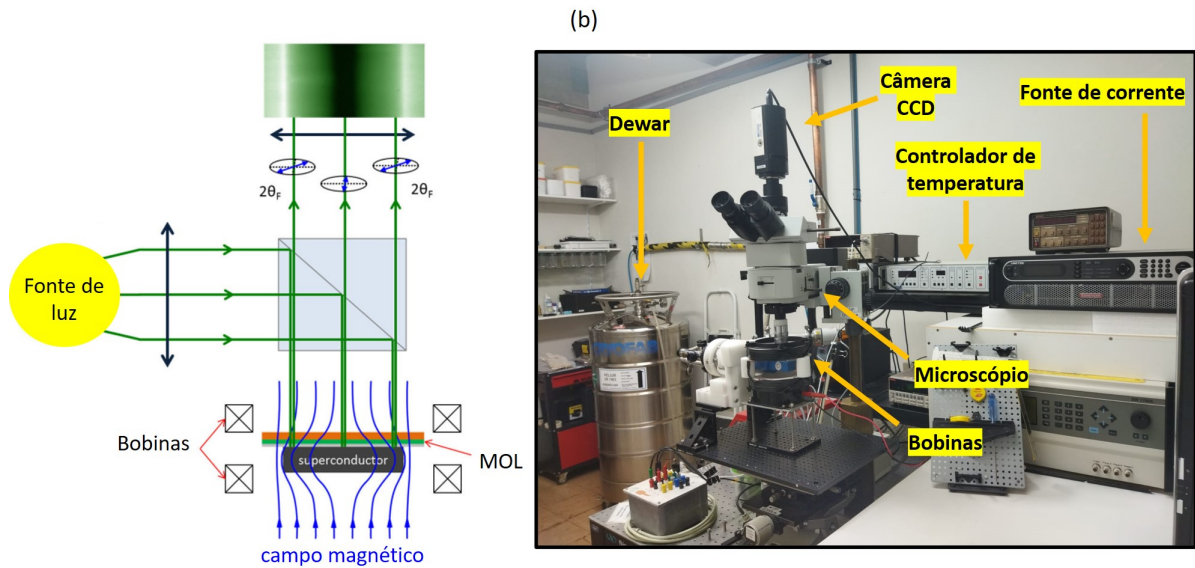 (b)
2θF
2θF
Fonte de
luz
Bobinas
superconductor
MOL
campo magnético
Dewar
Câmera
CCD
Fonte de corrente
Controlador de
temperatura
Microscópio
Bobinas